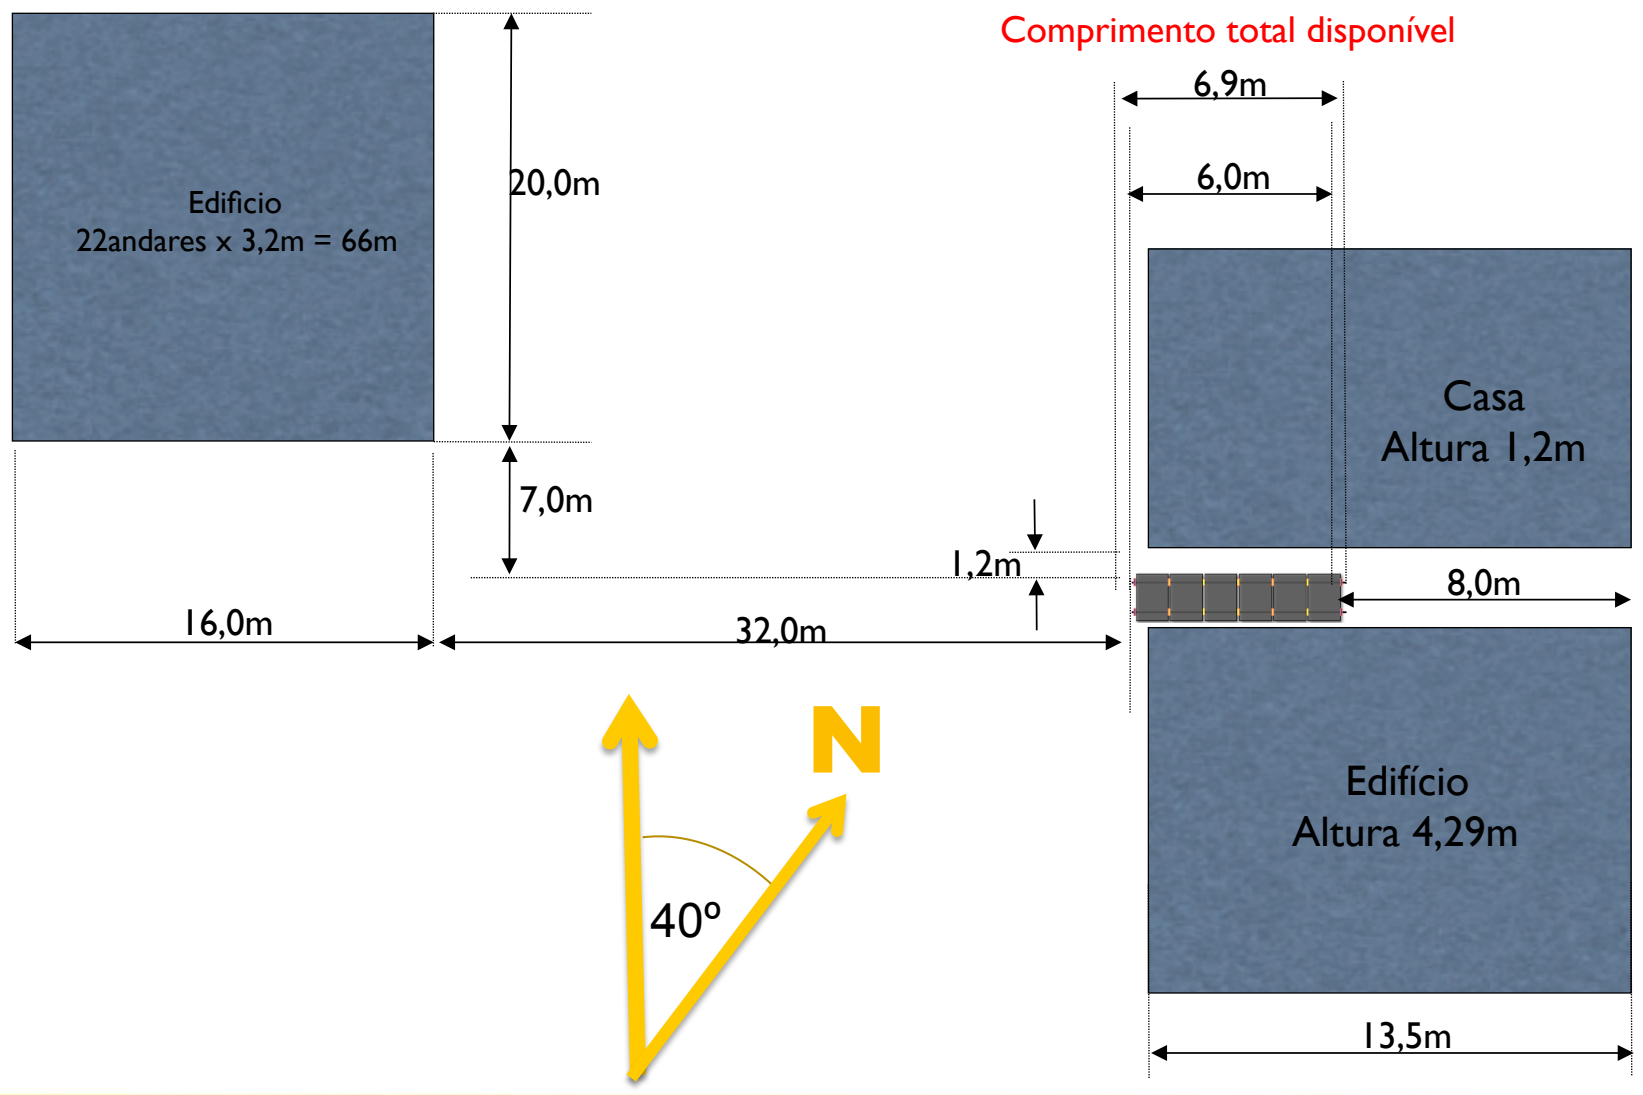 Comprimento total disponível
6,9m
6,0m
20,0m
Edificio
22andares x 3,2m = 66m
Casa
Altura 1,2m
7,0m
1,2m
8,0m
16,0m
32,0m
N
Edifício
Altura 4,29m
40º
13,5m